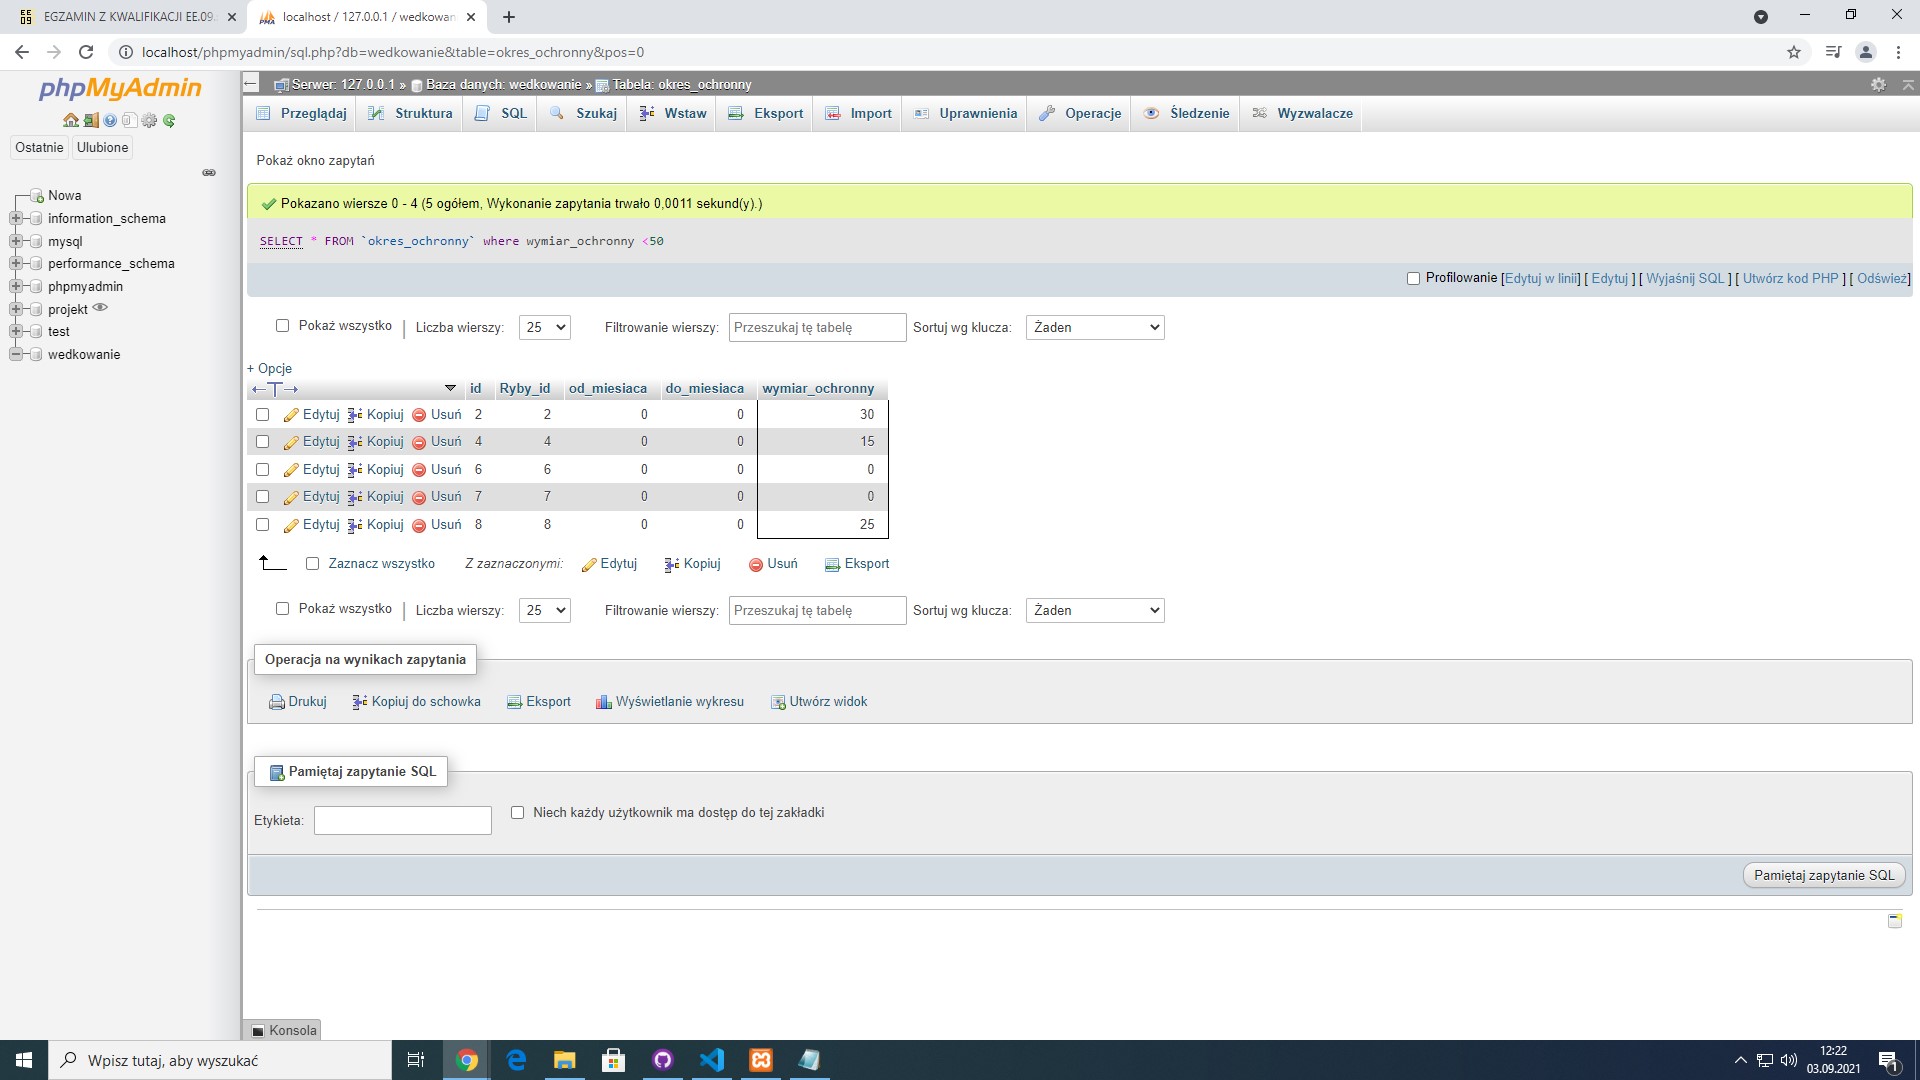 EGZAMIN Z KWALIFIKACJI EE.09.
localhost / 127.0.0.1 / wedkowan
localhost/phpmyadmin/sql.php?db=wedkowanie&table=okres_ochronny&pos=0
phpMyAdmin
Ostatnie Ulubione
Nowa
information_schema
mysql
performance_schema
phpmyadmin
projekt
test
wedkowanie
Serwer: 127.0.0.1 » Baza danych: wedkowanie » Tabela: okres_ochronny
Przeglądaj Struktura SQL Szukaj Wstaw Eksport Import Uprawnienia Operacje Śledzenie Wyzwalacze
Pokaż okno zapytań
Pokazano wiersze 0 - 4 (5 ogółem, Wykonanie zapytania trwało 0,0011 sekund(y).)
SELECT * FROM `okres_ochronny` where wymiar_ochronny <50
Profilowanie [Edytuj w linii] [ Edytuj ] [ Wyjaśnij SQL ] [ Utwórz kod PHP ] [ Odśwież]
Pokaż wszystko | Liczba wierszy: 25 Filtrowanie wierszy: Przeszukaj tę tabelę Sortuj wg klucza: Żaden
+ Opcje
←T→ id Ryby_id od_miesiaca do_miesiaca wymiar_ochronny
Edytuj Kopiuj Usuń 2 2 0 0 30
Edytuj Kopiuj Usuń 4 4 0 0 15
Edytuj Kopiuj Usuń 6 6 0 0 0
Edytuj Kopiuj Usuń 7 7 0 0 0
Edytuj Kopiuj Usuń 8 8 0 0 25
Zaznacz wszystko Z zaznaczonymi: Edytuj Kopiuj Usuń Eksport
Pokaż wszystko | Liczba wierszy: 25 Filtrowanie wierszy: Przeszukaj tę tabelę Sortuj wg klucza: Żaden
Operacja na wynikach zapytania
Drukuj Kopiuj do schowka Eksport Wyświetlanie wykresu Utwórz widok
Pamiętaj zapytanie SQL
Etykieta: Niech każdy użytkownik ma dostęp do tej zakładki
Pamiętaj zapytanie SQL
Konsola
Wpisz tutaj, aby wyszukać
12:22
03.09.2021
1